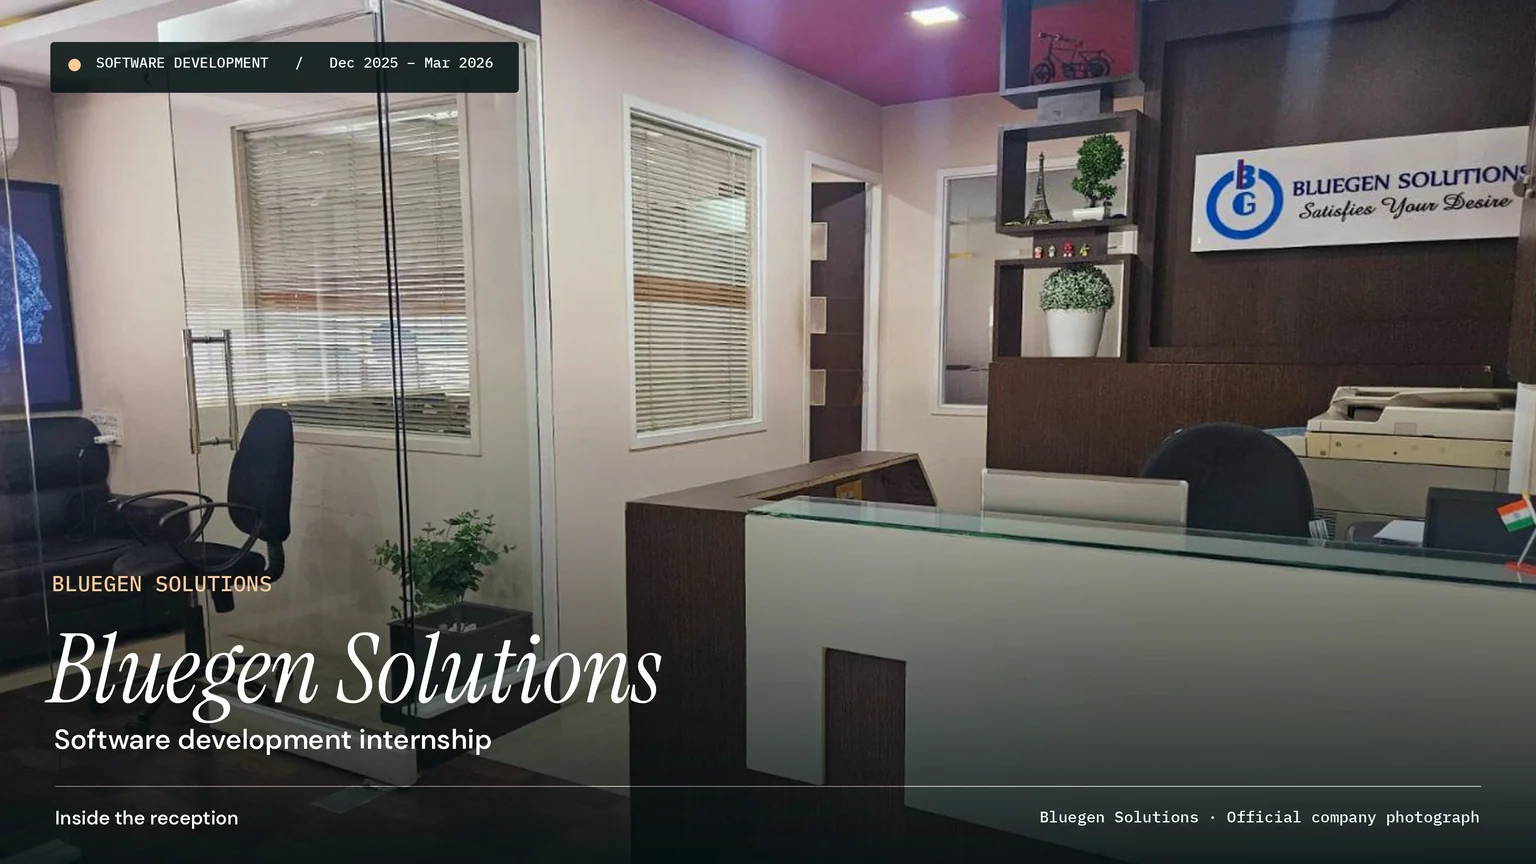 SOFTWARE DEVELOPMENT / Dec 2025 – Mar 2026
BG
BLUEGEN SOLUTIONS
Satisfies Your Desire
BLUEGEN SOLUTIONS
Bluegen Solutions
Software development internship
Inside the reception
Bluegen Solutions · Official company photograph